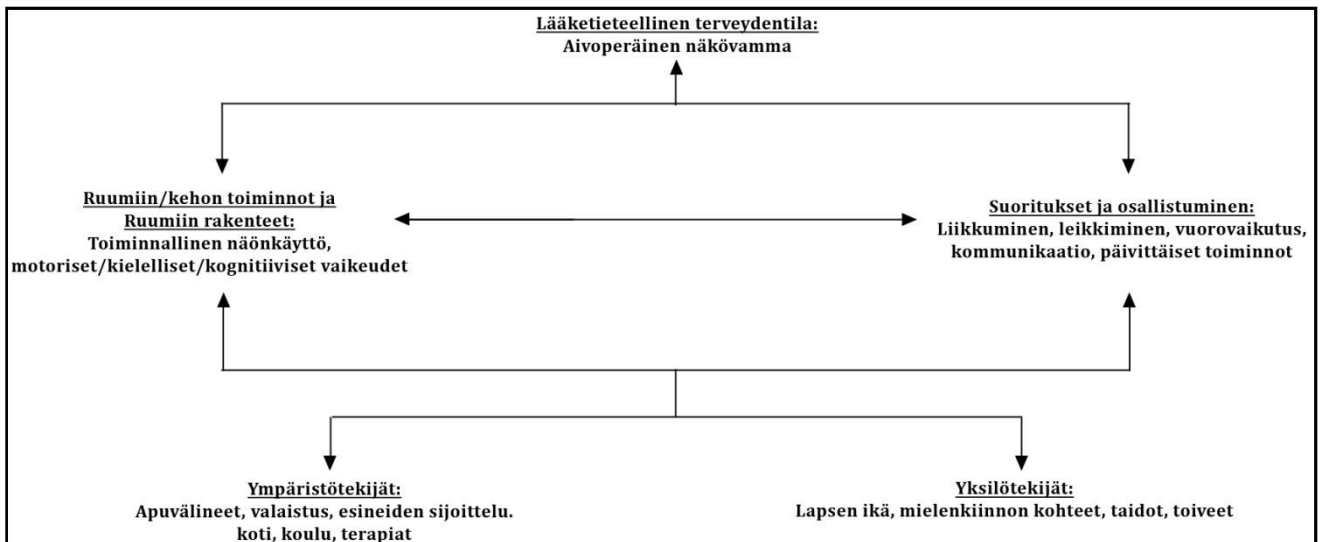 Lääketieteellinen terveydentila:
Aivoperäinen näkövamma
Ruumiin/kehon toiminnot ja
Ruumiin rakenteet:
Toiminnallinen näönkäyttö,
motoriset/kielelliset/kognitiiviset vaikeudet
Suoritukset ja osallistuminen:
Liikkuminen, leikkiminen, vuorovaikutus,
kommunikaatio, päivittäiset toiminnot
Ympäristötekijät:
Apuvälineet, valaistus, esineiden sijoittelu.
koti, koulu, terapiat
Yksilötekijät:
Lapsen ikä, mielenkiinnon kohteet, taidot, toiveet